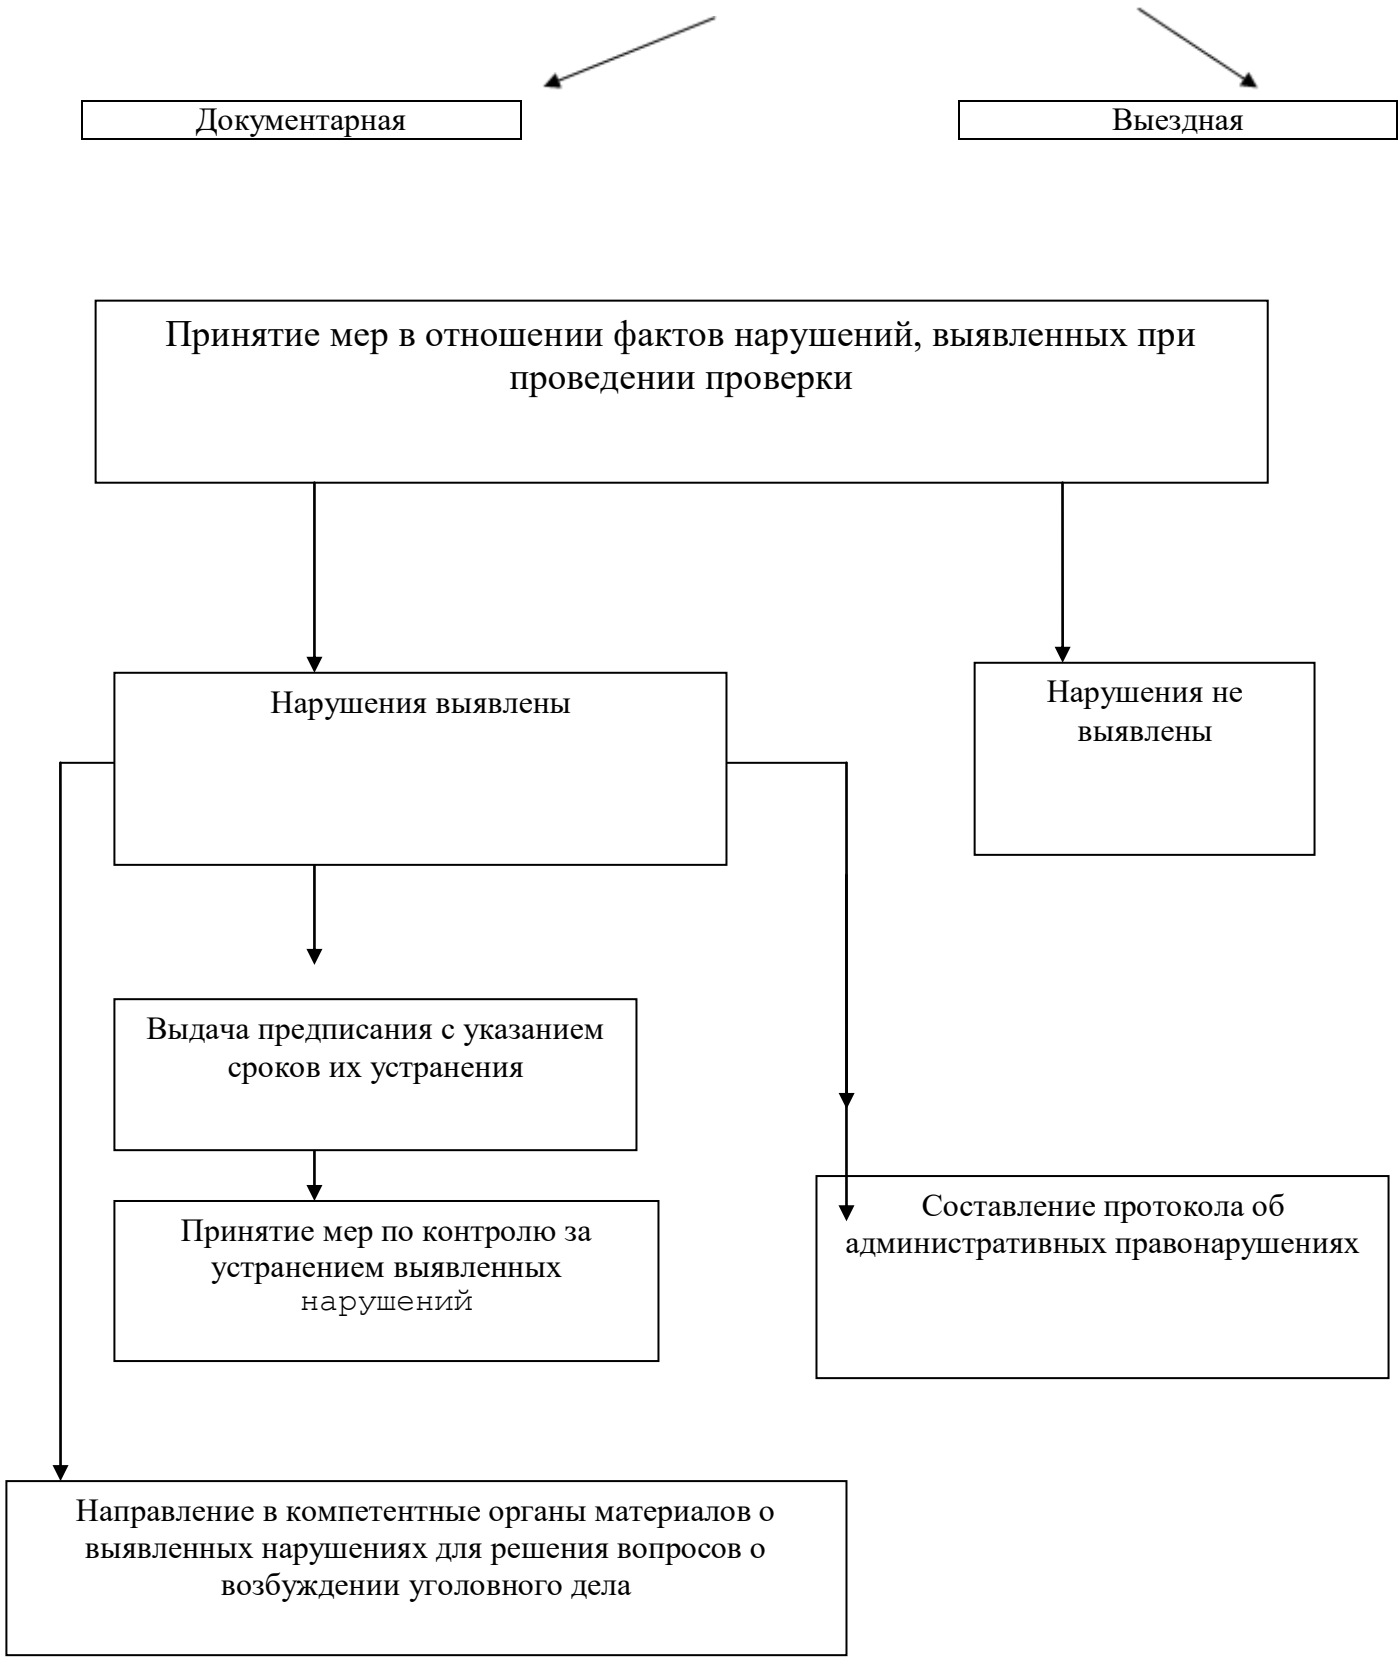 Документарная
Выездная
Принятие мер в отношении фактов нарушений, выявленных при
проведении проверки
Нарушения выявлены
Нарушения не
выявлены
Выдача предписания с указанием
сроков их устранения
Принятие мер по контролю за
устранением выявленных
нарушений
Составление протокола об
административных правонарушениях
Направление в компетентные органы материалов о
выявленных нарушениях для решения вопросов о
возбуждении уголовного дела